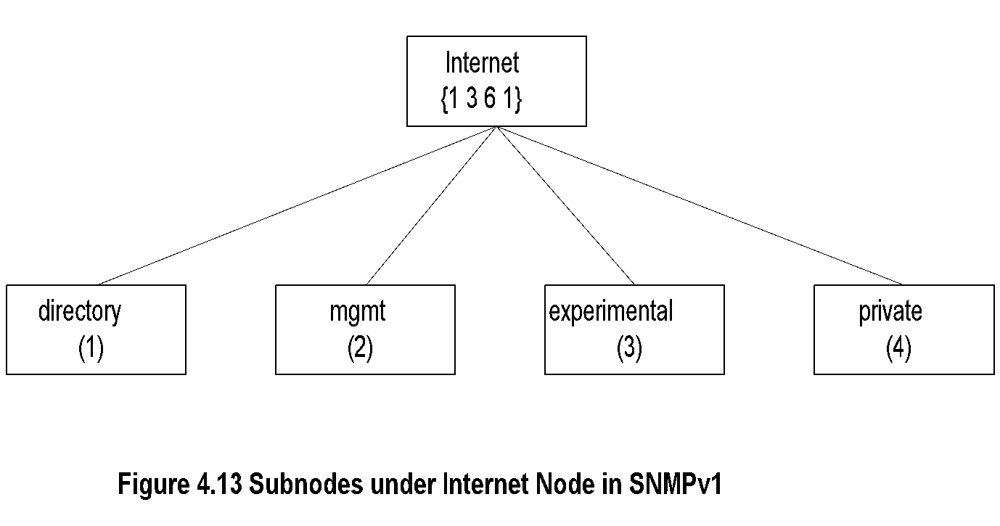 Internet
{1 3 6 1}
directory
(1)
mgmt
(2)
experimental
(3)
private
(4)
Figure 4.13 Subnodes under Internet Node in SNMPv1